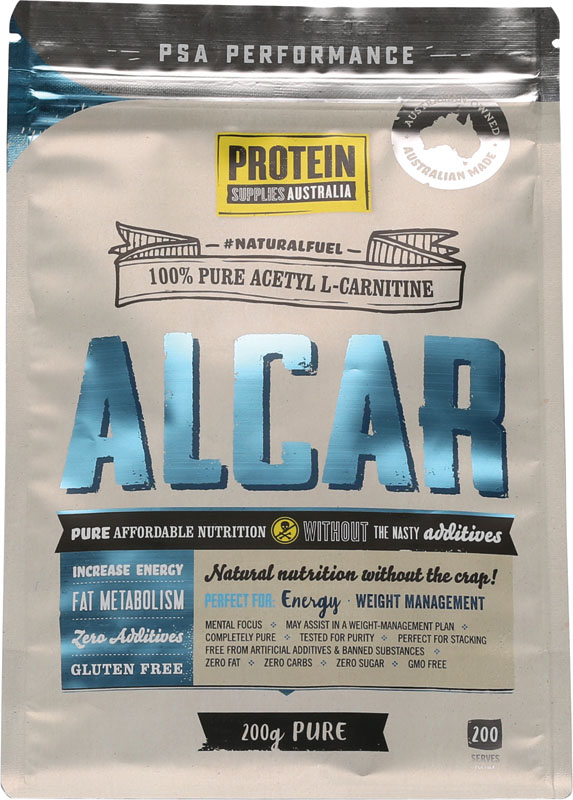 PSA PERFORMANCE
AUSTRALIAN OWNED
AUSTRALIAN MADE
PROTEIN
SUPPLIES AUSTRALIA
#NATURALFUEL
100% PURE ACETYL L-CARNITINE
ALCAR
PURE AFFORDABLE NUTRITION WITHOUT THE NASTY additives
INCREASE ENERGY
FAT METABOLISM
Zero Additives
GLUTEN FREE
Natural nutrition without the crap!
PERFECT FOR: Energy · WEIGHT MANAGEMENT
MENTAL FOCUS ❖ MAY ASSIST IN A WEIGHT-MANAGEMENT PLAN ❖
COMPLETELY PURE ❖ TESTED FOR PURITY ❖ PERFECT FOR STACKING
FREE FROM ARTIFICIAL ADDITIVES & BANNED SUBSTANCES ❖
ZERO FAT ❖ ZERO CARBS ❖ ZERO SUGAR ❖ GMO FREE
200g PURE
200
SERVES